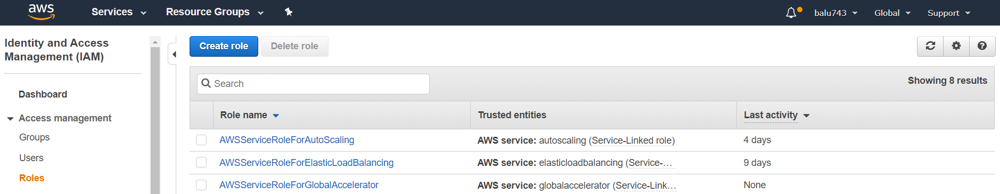 aws
Services
Resource Groups
balu743
Global
Support
Identity and Access
Management (IAM)
Dashboard
Access management
Groups
Users
Roles
Create role
Delete role
Search
Showing 8 results
Role name
Trusted entities
Last activity
AWSServiceRoleForAutoScaling
AWS service: autoscaling (Service-Linked role)
4 days
AWSServiceRoleForElasticLoadBalancing
AWS service: elasticloadbalancing (Service-...
9 days
AWSServiceRoleForGlobalAccelerator
AWS service: globalaccelerator (Service-Link...
None